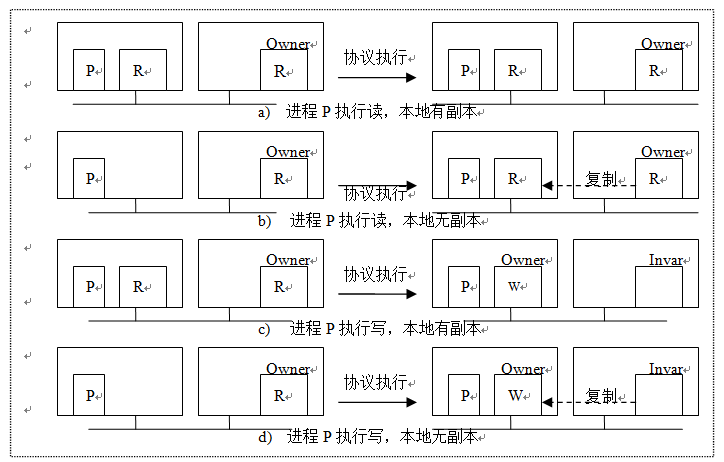 Owner Owner
P R R 协议执行 P R R
a) 进程 P 执行读，本地有副本
Owner Owner
P R 协议执行 P R 复制 R
b) 进程 P 执行读，本地无副本
Owner Owner Invar
P R R 协议执行 P W
c) 进程 P 执行写，本地有副本
Owner Owner Invar
P R 协议执行 P W 复制
d) 进程 P 执行写，本地无副本